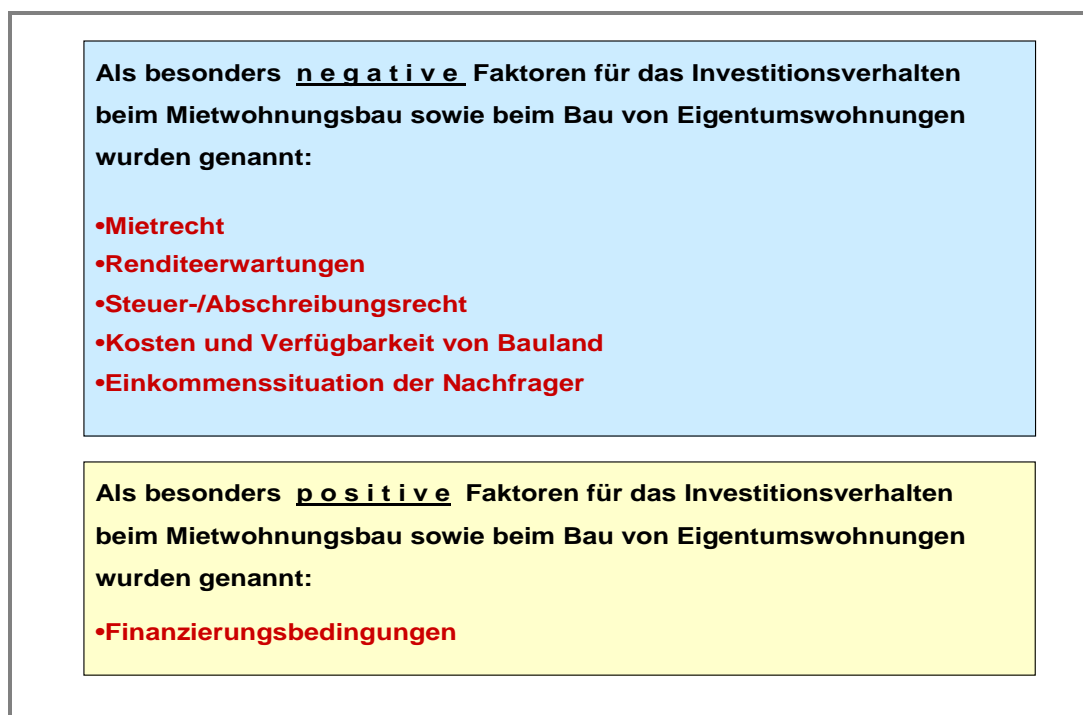 Als besonders n e g a t i v e Faktoren für das Investitionsverhalten
beim Mietwohnungsbau sowie beim Bau von Eigentumswohnungen
wurden genannt:
•Mietrecht
•Renditeerwartungen
•Steuer-/Abschreibungsrecht
•Kosten und Verfügbarkeit von Bauland
•Einkommenssituation der Nachfrager
Als besonders p o s i t i v e Faktoren für das Investitionsverhalten
beim Mietwohnungsbau sowie beim Bau von Eigentumswohnungen
wurden genannt:
•Finanzierungsbedingungen